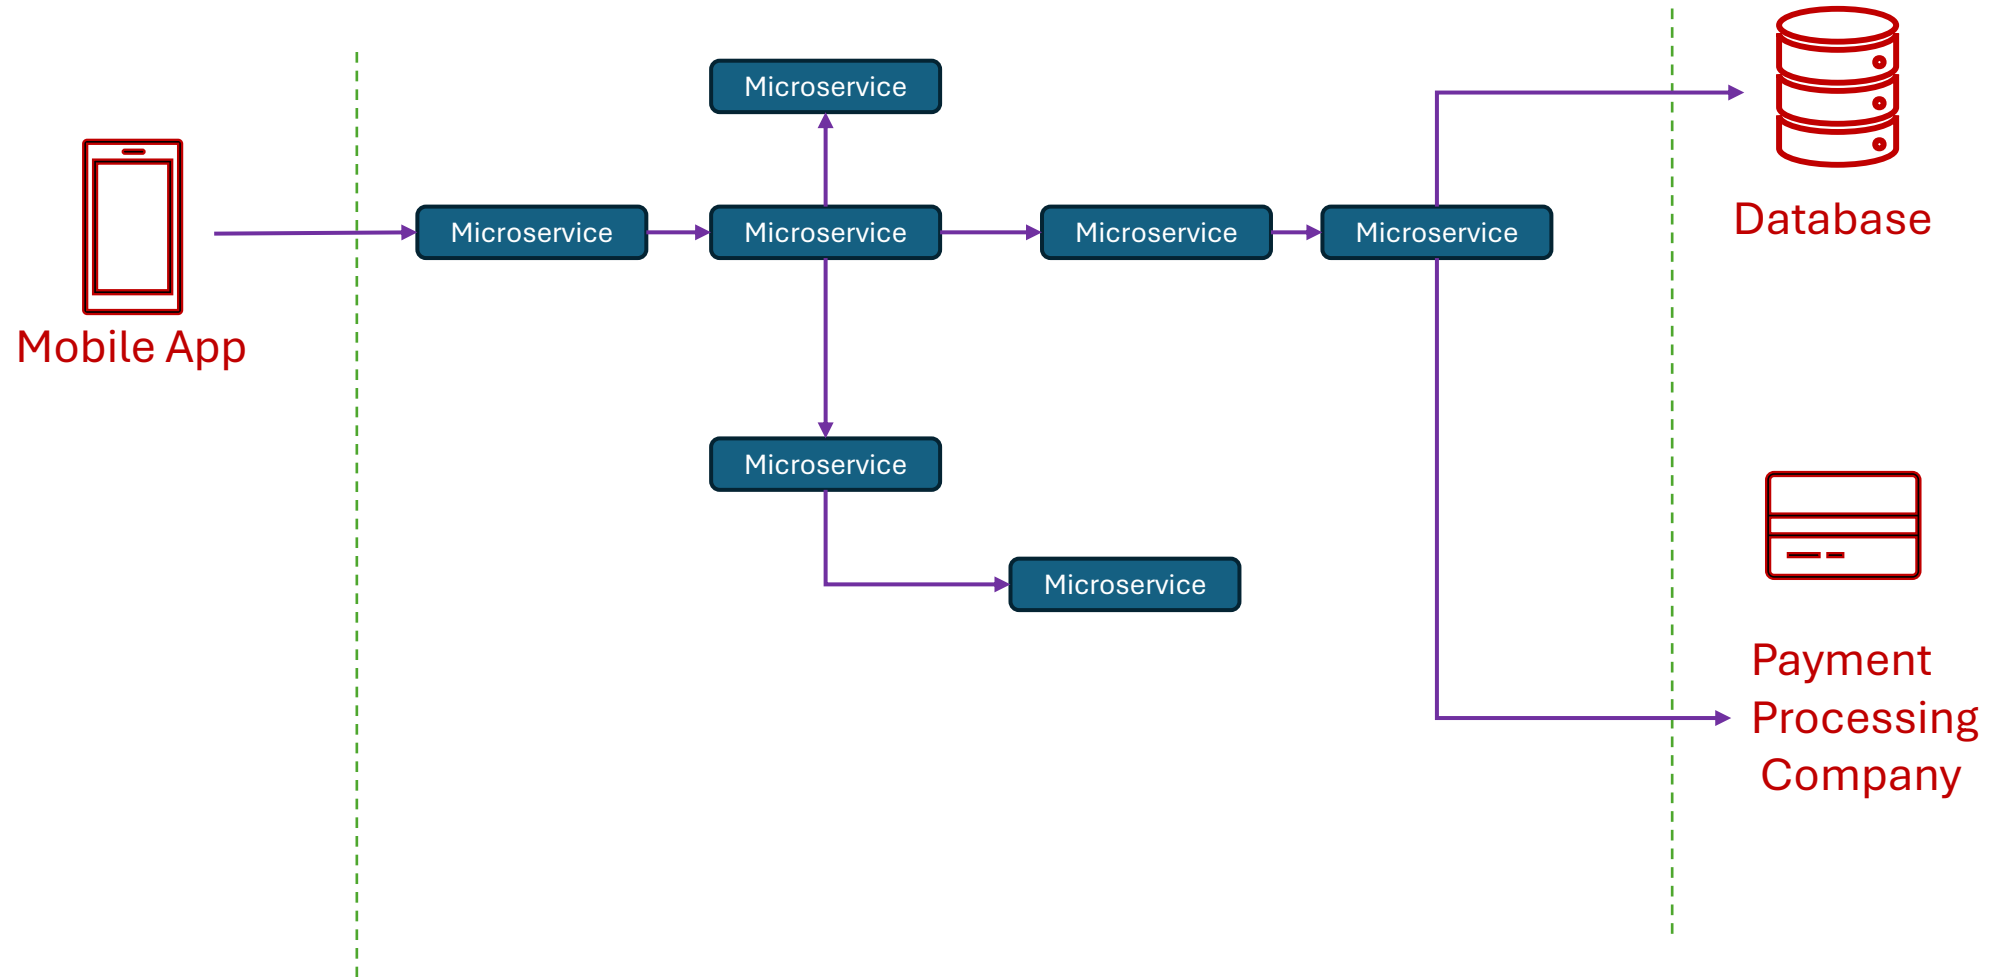 Microservice
Microservice
Microservice
Microservice
Microservice
Database
Mobile App
Microservice
Microservice
Payment
Processing
Company